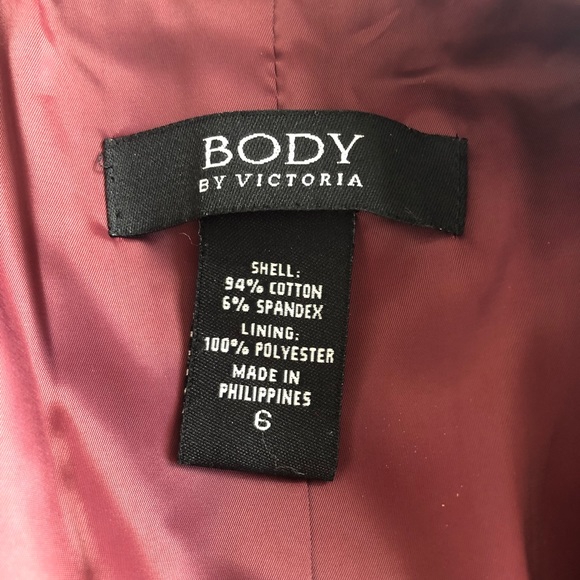 BODY
BY VICTORIA
SHELL:
94% COTTON
6% SPANDEX
LINING:
100% POLYESTER
MADE IN
PHILIPPINES
6